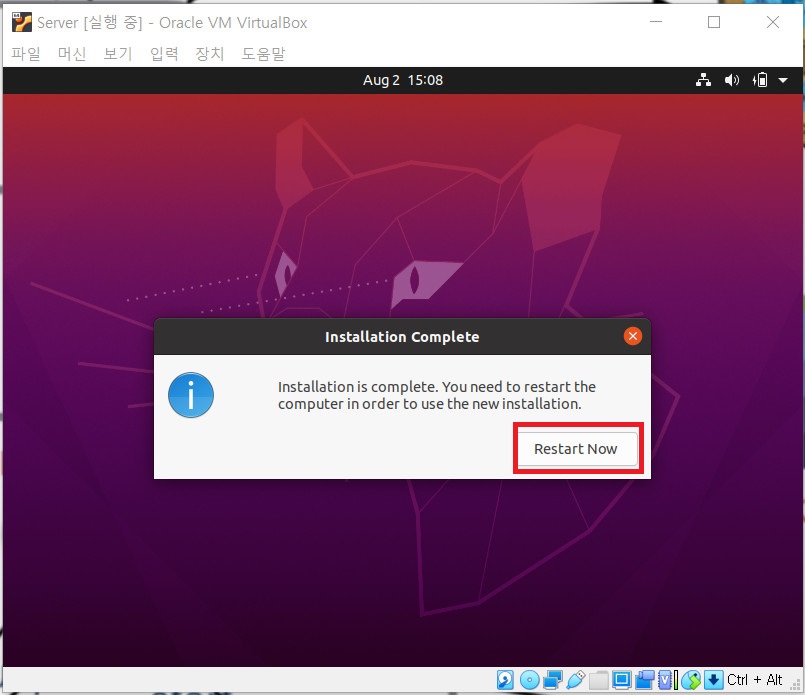 Server [실행 중] - Oracle VM VirtualBox
파일 머신 보기 입력 장치 도움말
Aug 2 15:08
Installation Complete
Installation is complete. You need to restart the
computer in order to use the new installation.
Restart Now
Ctrl + Alt